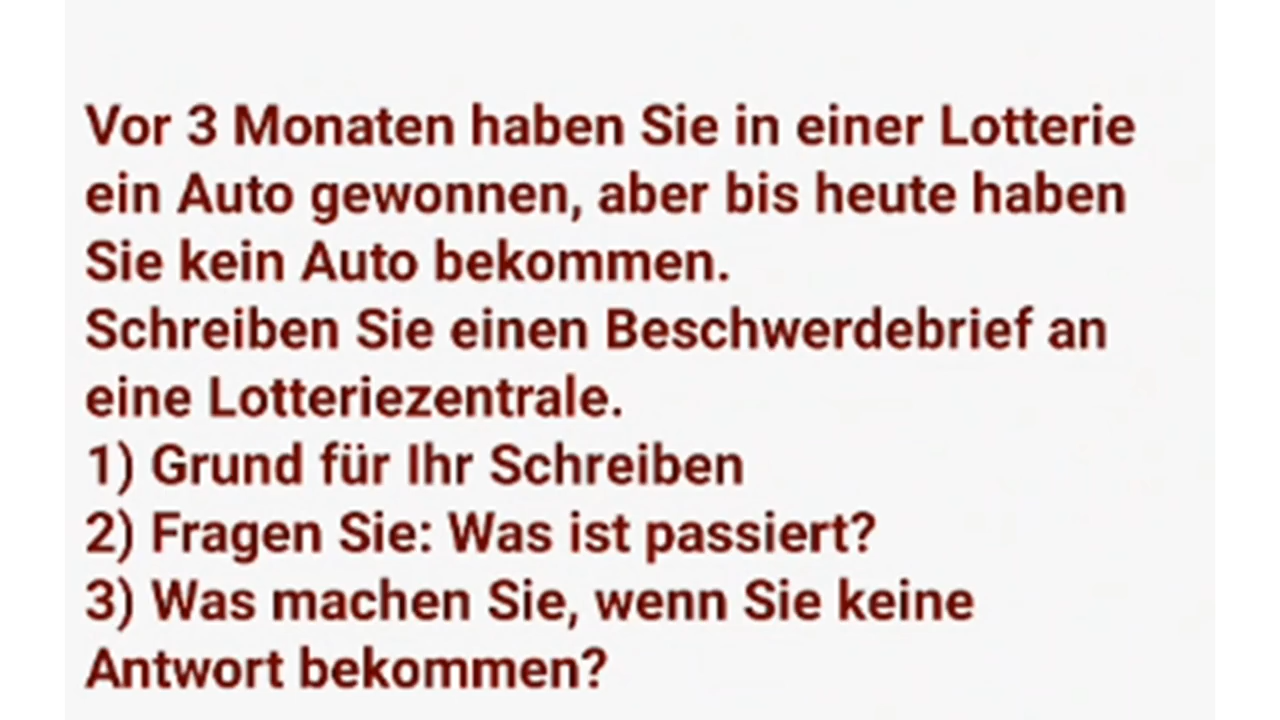 Vor 3 Monaten haben Sie in einer Lotterie
ein Auto gewonnen, aber bis heute haben
Sie kein Auto bekommen.
Schreiben Sie einen Beschwerdebrief an
eine Lotteriezentrale.
1) Grund für Ihr Schreiben
2) Fragen Sie: Was ist passiert?
3) Was machen Sie, wenn Sie keine
Antwort bekommen?